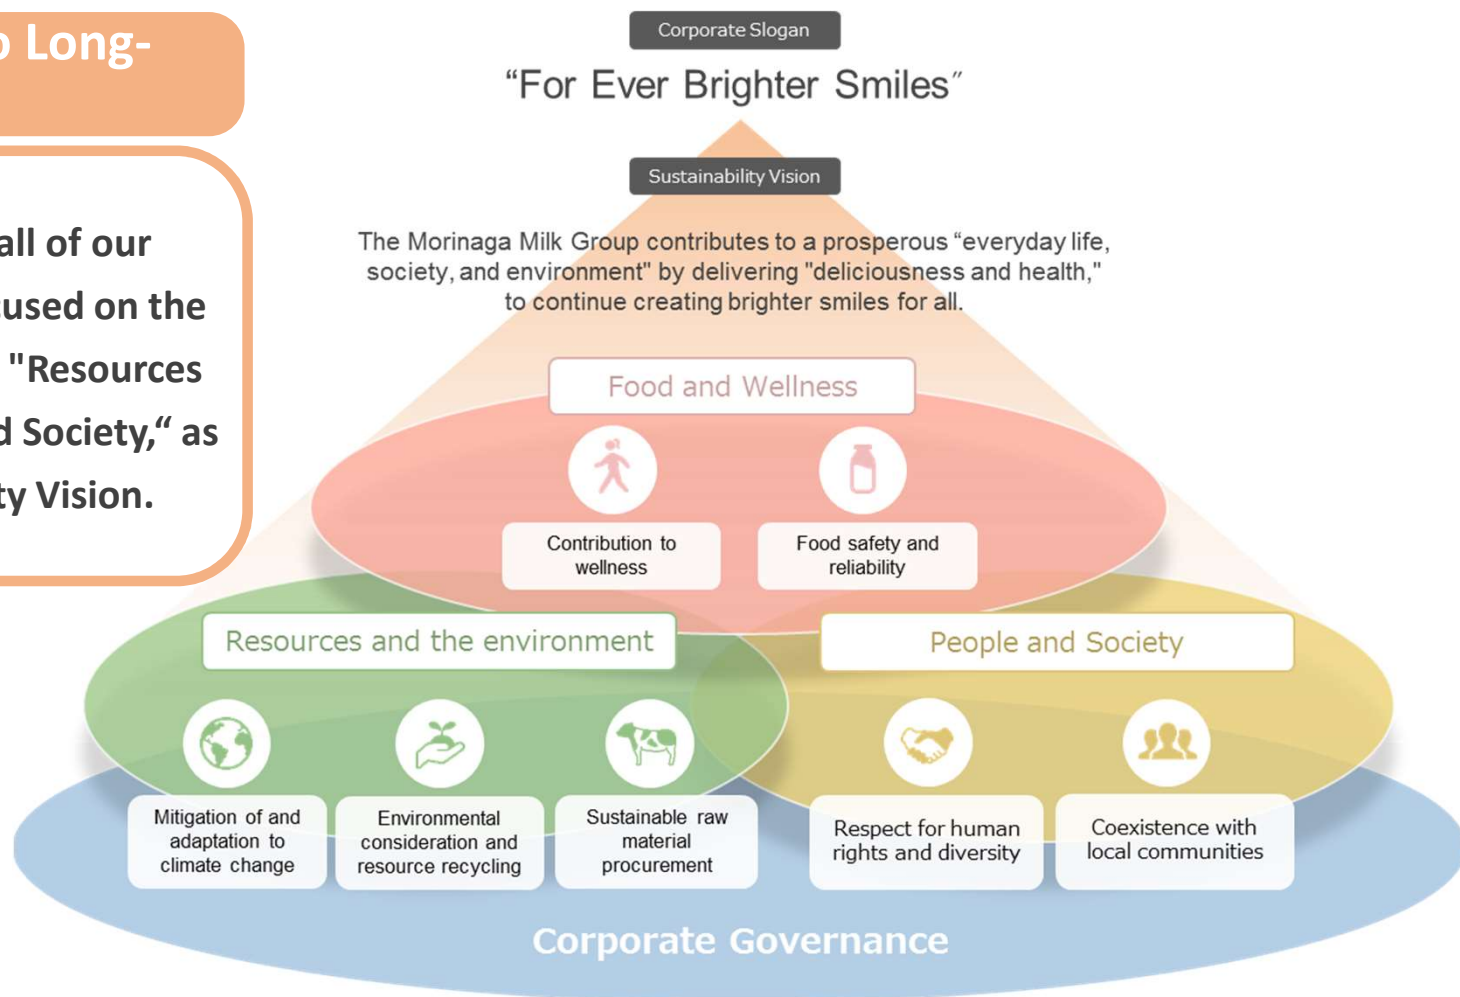 o Long-
all of our
used on the
"Resources
d Society,“ as
ty Vision.
Corporate Slogan
“For Ever Brighter Smiles”
Sustainability Vision
The Morinaga Milk Group contributes to a prosperous “everyday life,
society, and environment" by delivering "deliciousness and health,"
to continue creating brighter smiles for all.
Food and Wellness
Contribution to
wellness
Food safety and
reliability
Resources and the environment
Mitigation of and
adaptation to
climate change
Environmental
consideration and
resource recycling
Sustainable raw
material
procurement
People and Society
Respect for human
rights and diversity
Coexistence with
local communities
Corporate Governance